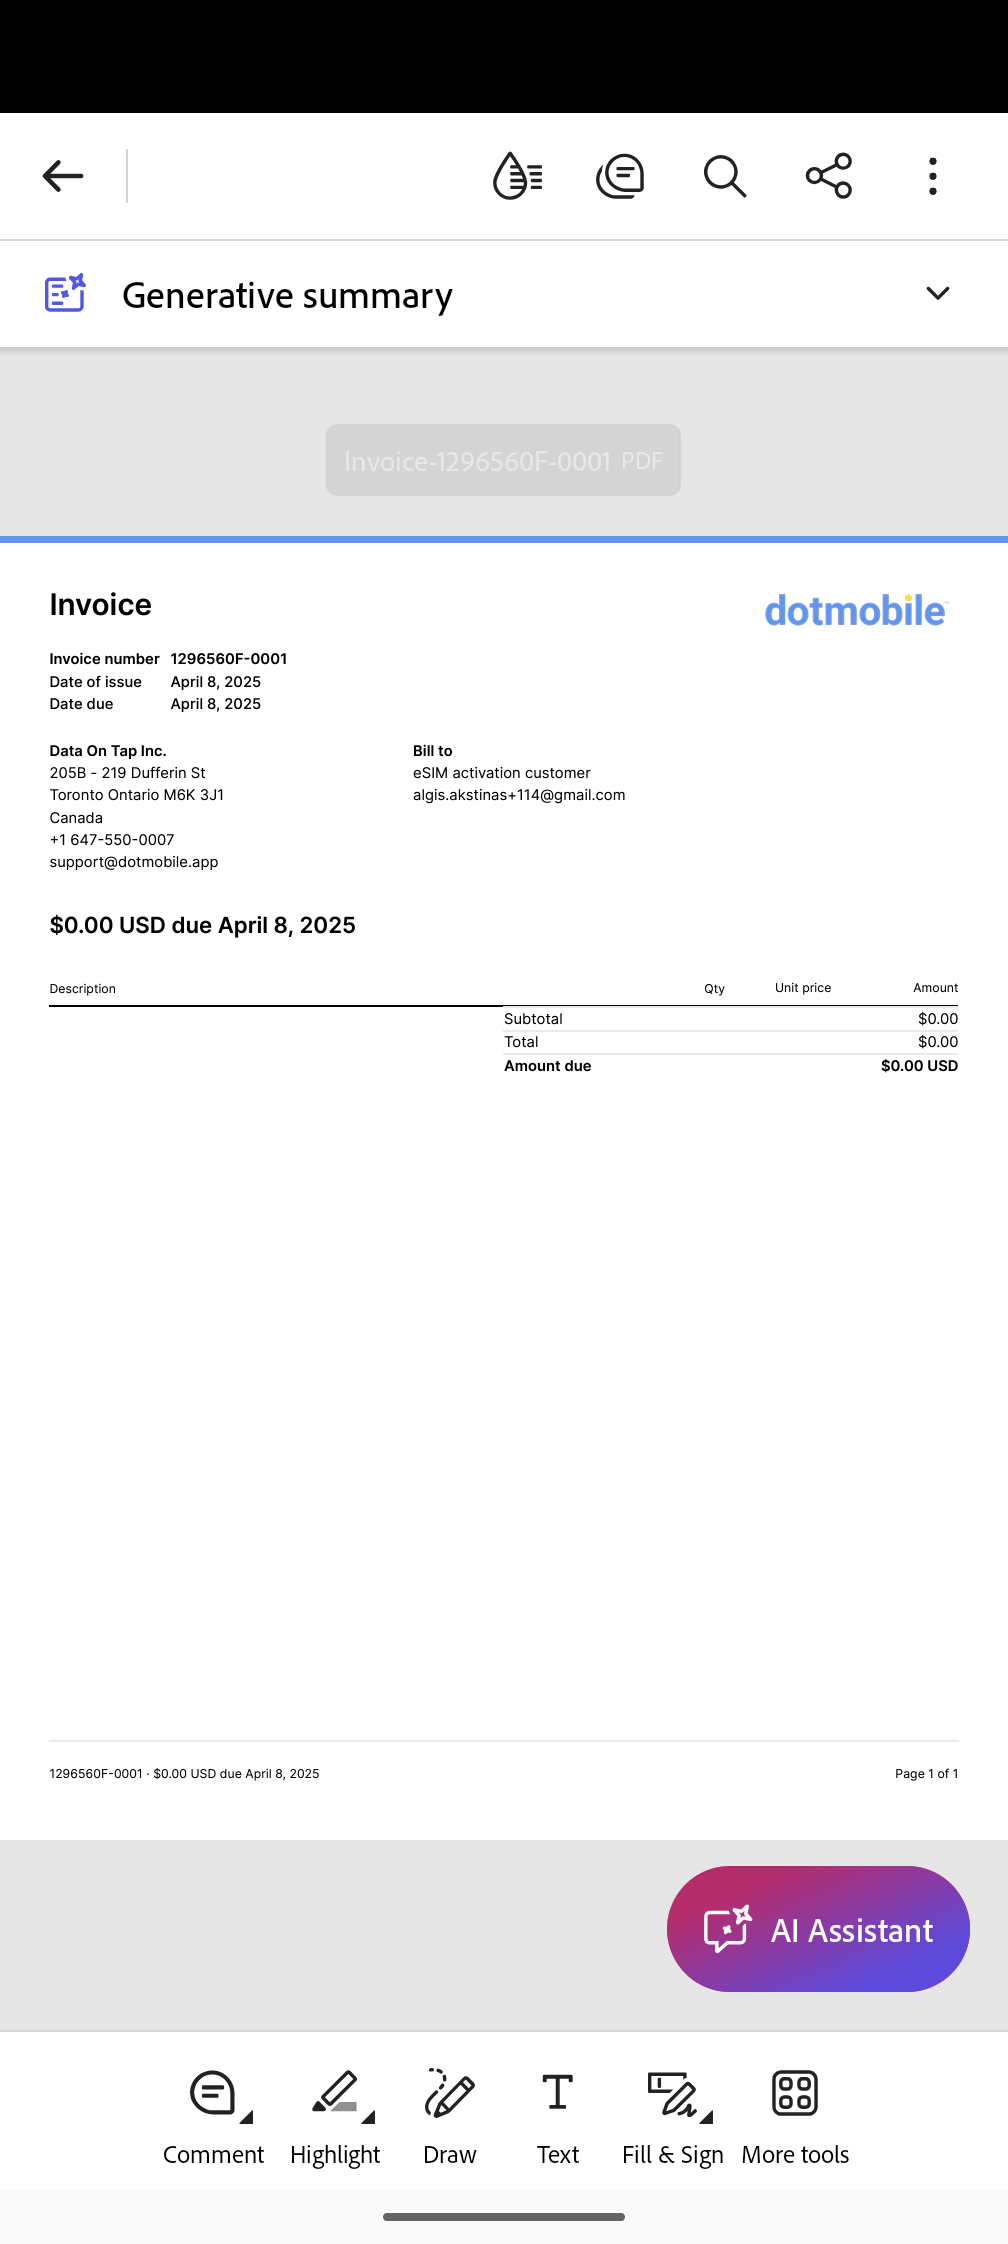 Generative summary
Invoice-1296560F-0001 PDF
Invoice
dotmobile
Invoice number 1296560F-0001
Date of issue April 8, 2025
Date due April 8, 2025
Data On Tap Inc.
205B - 219 Dufferin St
Toronto Ontario M6K 3J1
Canada
+1 647-550-0007
support@dotmobile.app
Bill to
eSIM activation customer
algis.akstinas+114@gmail.com
$0.00 USD due April 8, 2025
Description Qty Unit price Amount
Subtotal $0.00
Total $0.00
Amount due $0.00 USD
1296560F-0001 · $0.00 USD due April 8, 2025 Page 1 of 1
AI Assistant
Comment Highlight Draw Text Fill & Sign More tools